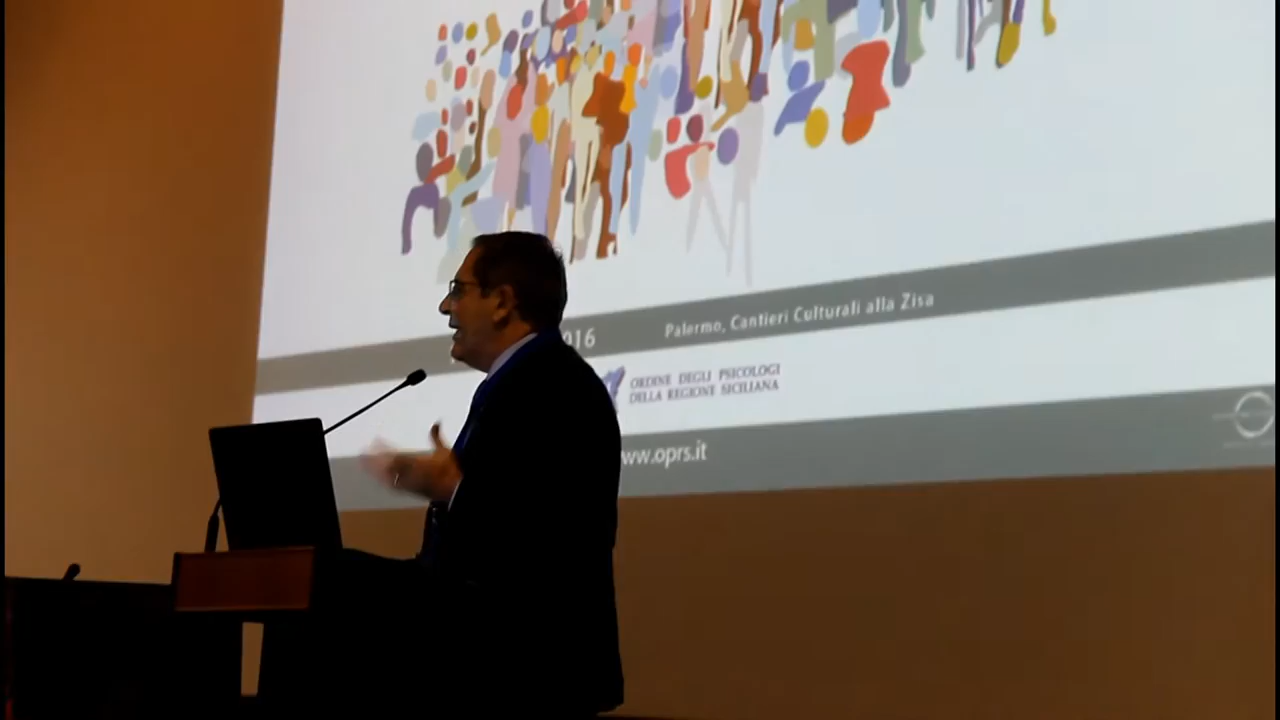 016
Palermo, Cantieri Culturali alla Zisa
ORDINE DEGLI PSICOLOGI
DELLA REGIONE SICILIANA
www.oprs.it